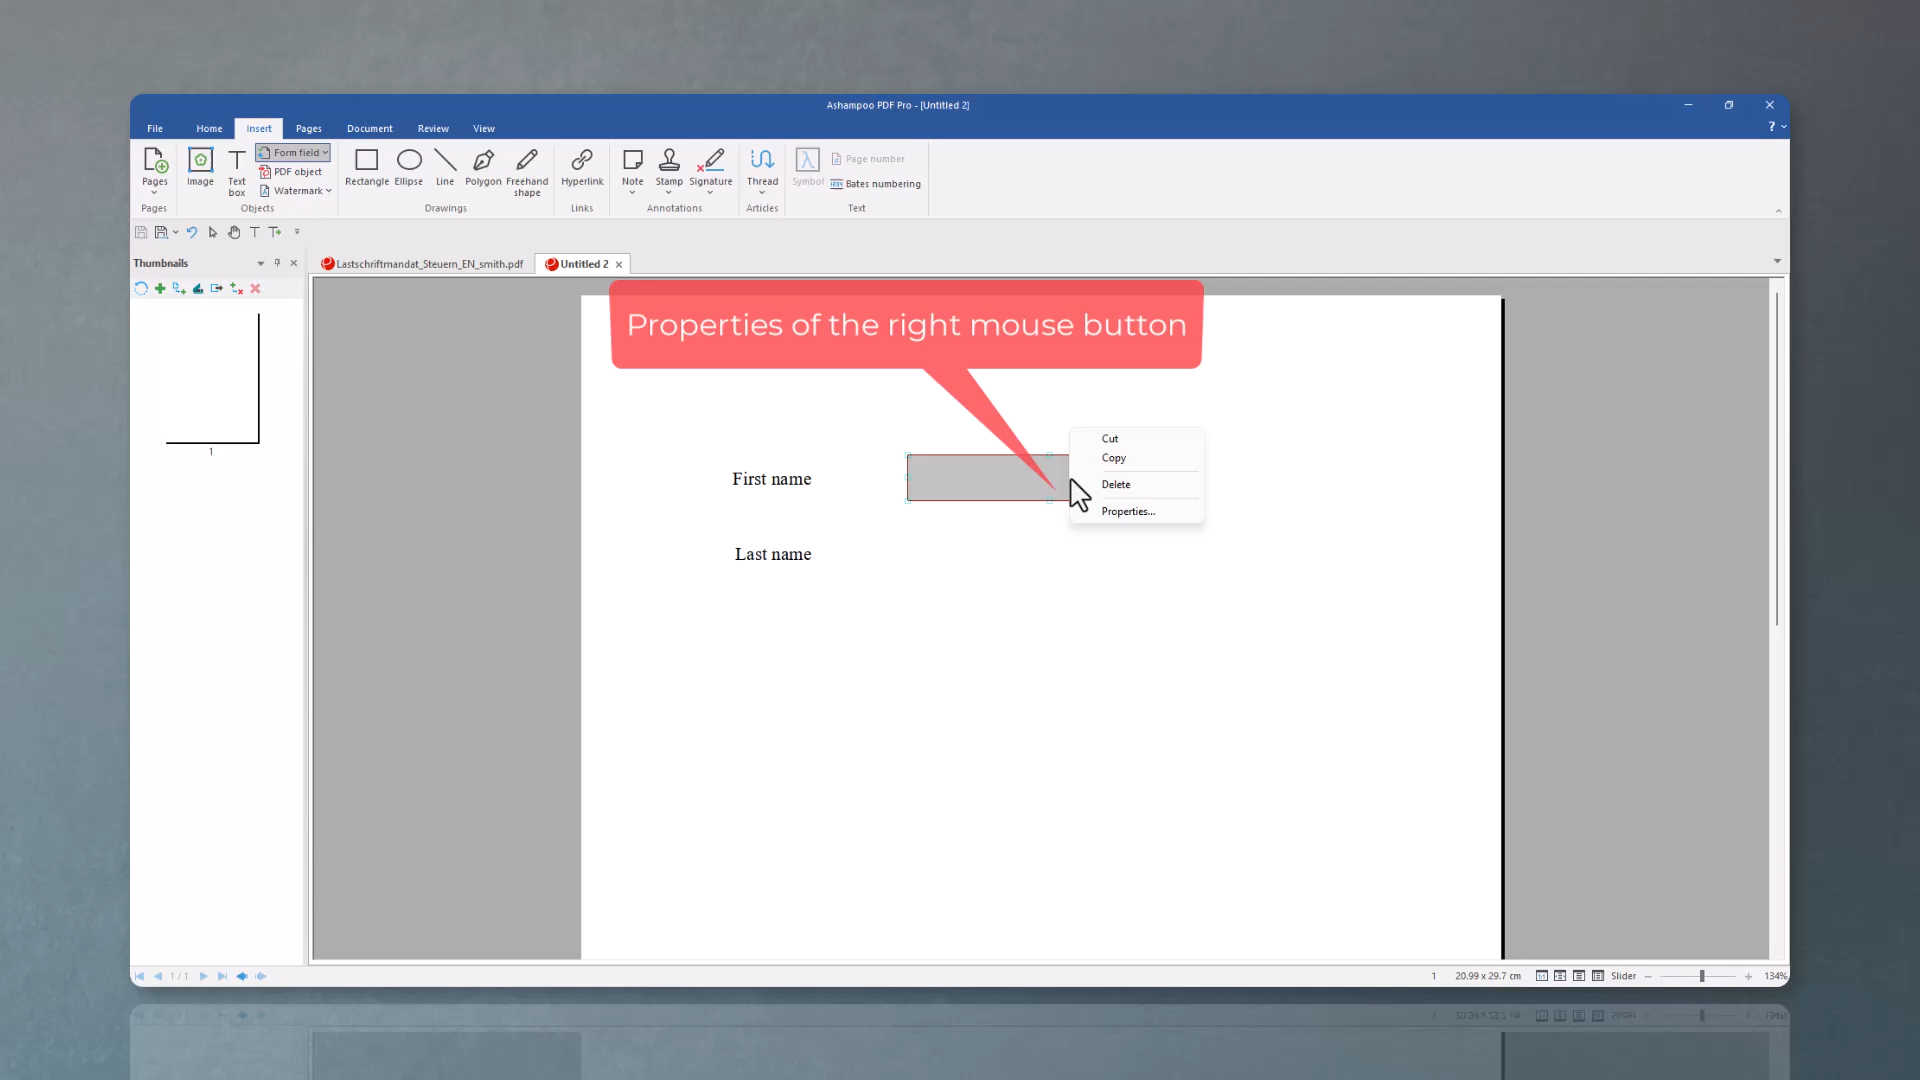 Ashampoo PDF Pro - [Untitled 2]
File Home Insert Pages Document Review View ?
Pages Image Text box Form field PDF object Watermark Rectangle Ellipse Line Polygon Freehand shape Hyperlink Note Stamp Signature Thread Symbol Page number Bates numbering
Pages Objects Drawings Links Annotations Articles Text
Thumbnails
Lastschriftmandat_Steuern_EN_smith.pdf Untitled 2
Properties of the right mouse button
1
Cut
Copy
Delete
Properties...
First name
Last name
1 / 1 1 20.99 x 29.7 cm Slider 134%